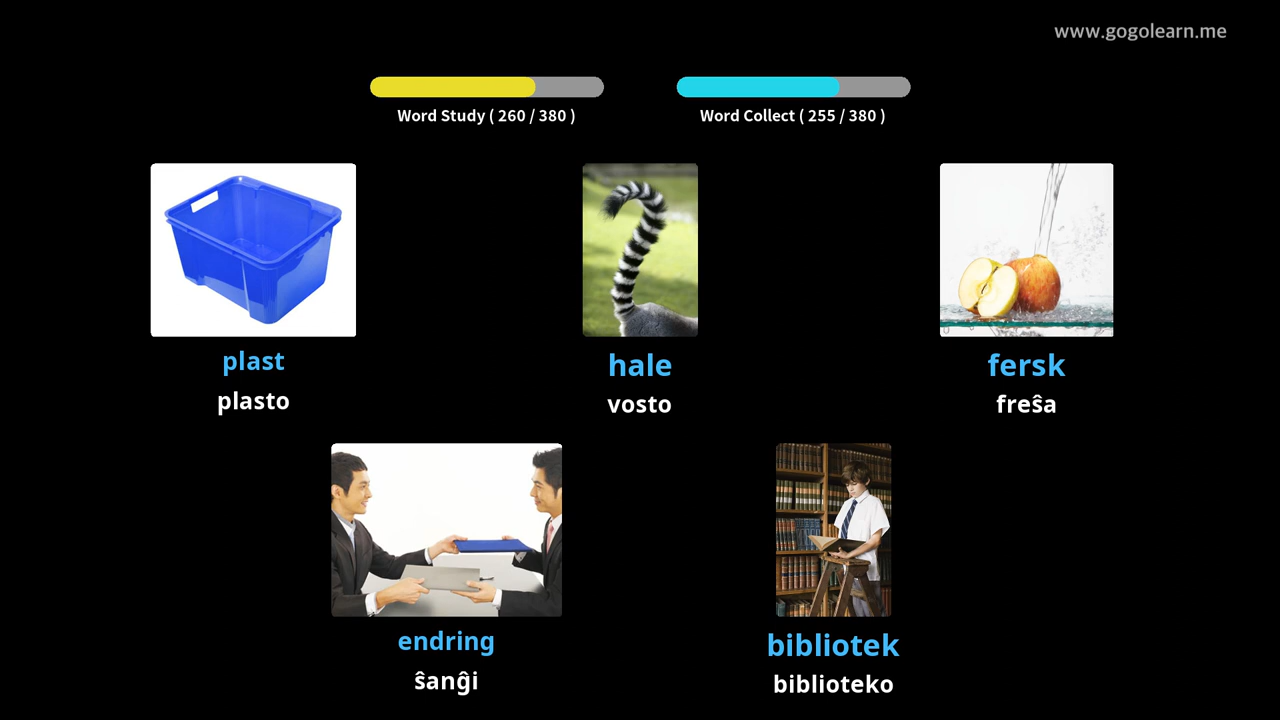 www.gogolearn.me
Word Study ( 260 / 380 )
Word Collect ( 255 / 380 )
plast
plasto
hale
vosto
fersk
freŝa
endring
ŝanĝi
bibliotek
biblioteko